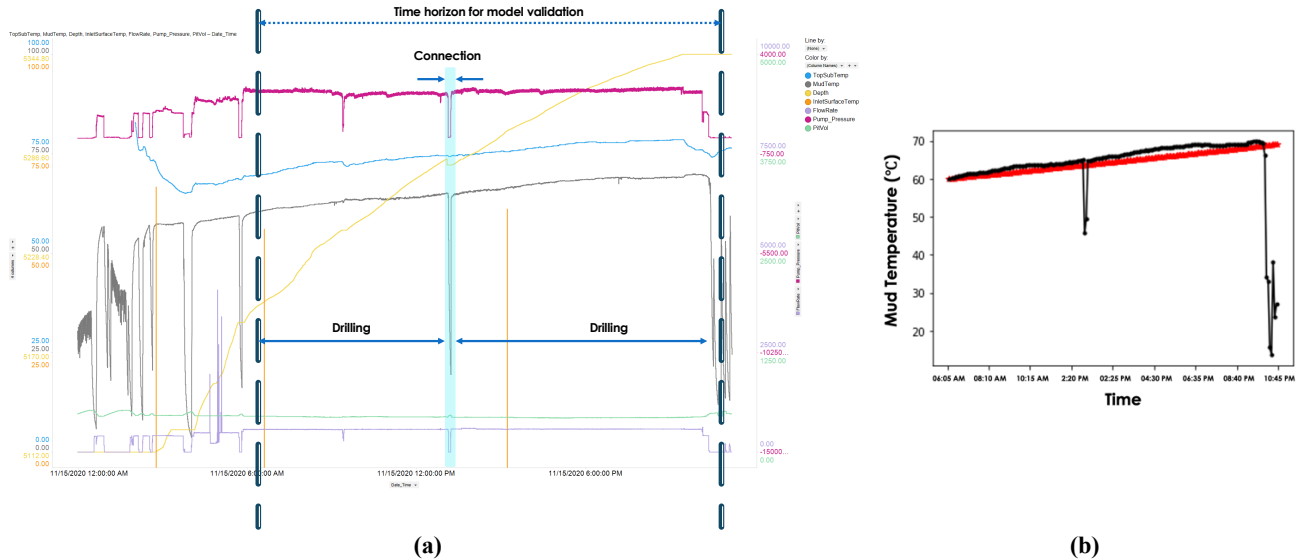 Time horizon for model validation
TopSubTemp, MudTemp, Depth, InletSurfaceTemp, FlowRate, Pump_Pressure, PitVol – Date_Time
100.00
100.00
5344.80
100.00
75.00
75.00
5286.60
75.00
50.00
50.00
5228.40
50.00
25.00
25.00
5170.00
25.00
0.00
0.00
5112.00
0.00
Connection
Drilling
Drilling
11/15/2020 12:00:00 AM
11/15/2020 6:00:00 AM
11/15/2020 12:00:00 PM
11/15/2020 6:00:00 PM
Date_Time
10000.00
4000.00
5000.00
7500.00
-750.00
3750.00
5000.00
-5500.00
2500.00
2500.00
-10250...
1250.00
0.00
-15000...
0.00
PitVol
Pump_Pressure
FlowRate
Line by:
(None)
Color by:
(Column Names)
TopSubTemp
MudTemp
Depth
InletSurfaceTemp
FlowRate
Pump_Pressure
PitVol
(a)
Mud Temperature (°C)
70
60
50
40
30
20
06:05 AM 08:10 AM 10:15 AM 2:20 PM 02:25 PM 04:30 PM 06:35 PM 08:40 PM 10:45 PM
Time
(b)